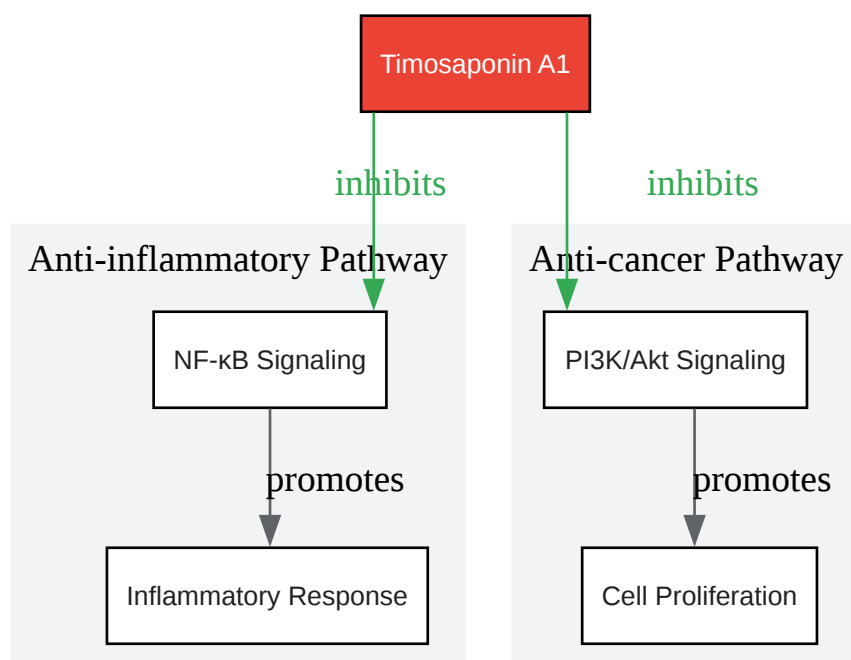 Timosaponin A1
inhibits
inhibits
Anti-inflammatory Pathway
Anti-cancer Pathway
NF-κB Signaling
PI3K/Akt Signaling
promotes
promotes
Inflammatory Response
Cell Proliferation